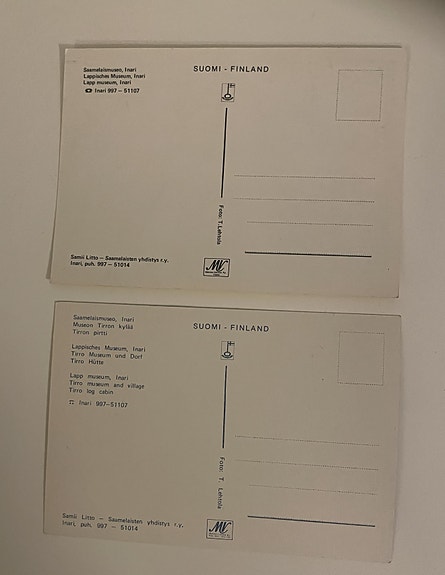 Saamelaismuseo, Inari
Lappisches Museum, Inari
Lapp museum, Inari
☎ Inari 997 – 51107
SUOMI - FINLAND
Foto: T. Lehtola
Samii Litto – Saamelaisten yhdistys r.y.
Inari, puh. 997 – 51014
MV
Saamelaismuseo, Inari
Museon Tirron kylää
Tirron pirtti
Lappisches Museum, Inari
Tirro Museum und Dorf
Tirro Hütte
Lapp museum, Inari
Tirro museum and village
Tirro log cabin
☎ Inari 997–51107
SUOMI - FINLAND
Foto: T. Lehtola
Samii Litto – Saamelaisten yhdistys r.y.
Inari, puh. 997 – 51014
MV